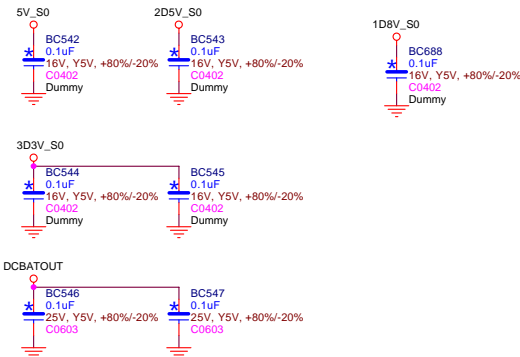 5V_S0
BC542
0.1uF
16V, Y5V, +80%/-20%
C0402
Dummy
2D5V_S0
BC543
0.1uF
16V, Y5V, +80%/-20%
C0402
Dummy
1D8V_S0
BC688
0.1uF
16V, Y5V, +80%/-20%
C0402
Dummy
3D3V_S0
BC544
0.1uF
16V, Y5V, +80%/-20%
C0402
Dummy
BC545
0.1uF
16V, Y5V, +80%/-20%
C0402
Dummy
DCBATOUT
BC546
0.1uF
25V, Y5V, +80%/-20%
C0603
BC547
0.1uF
25V, Y5V, +80%/-20%
C0603